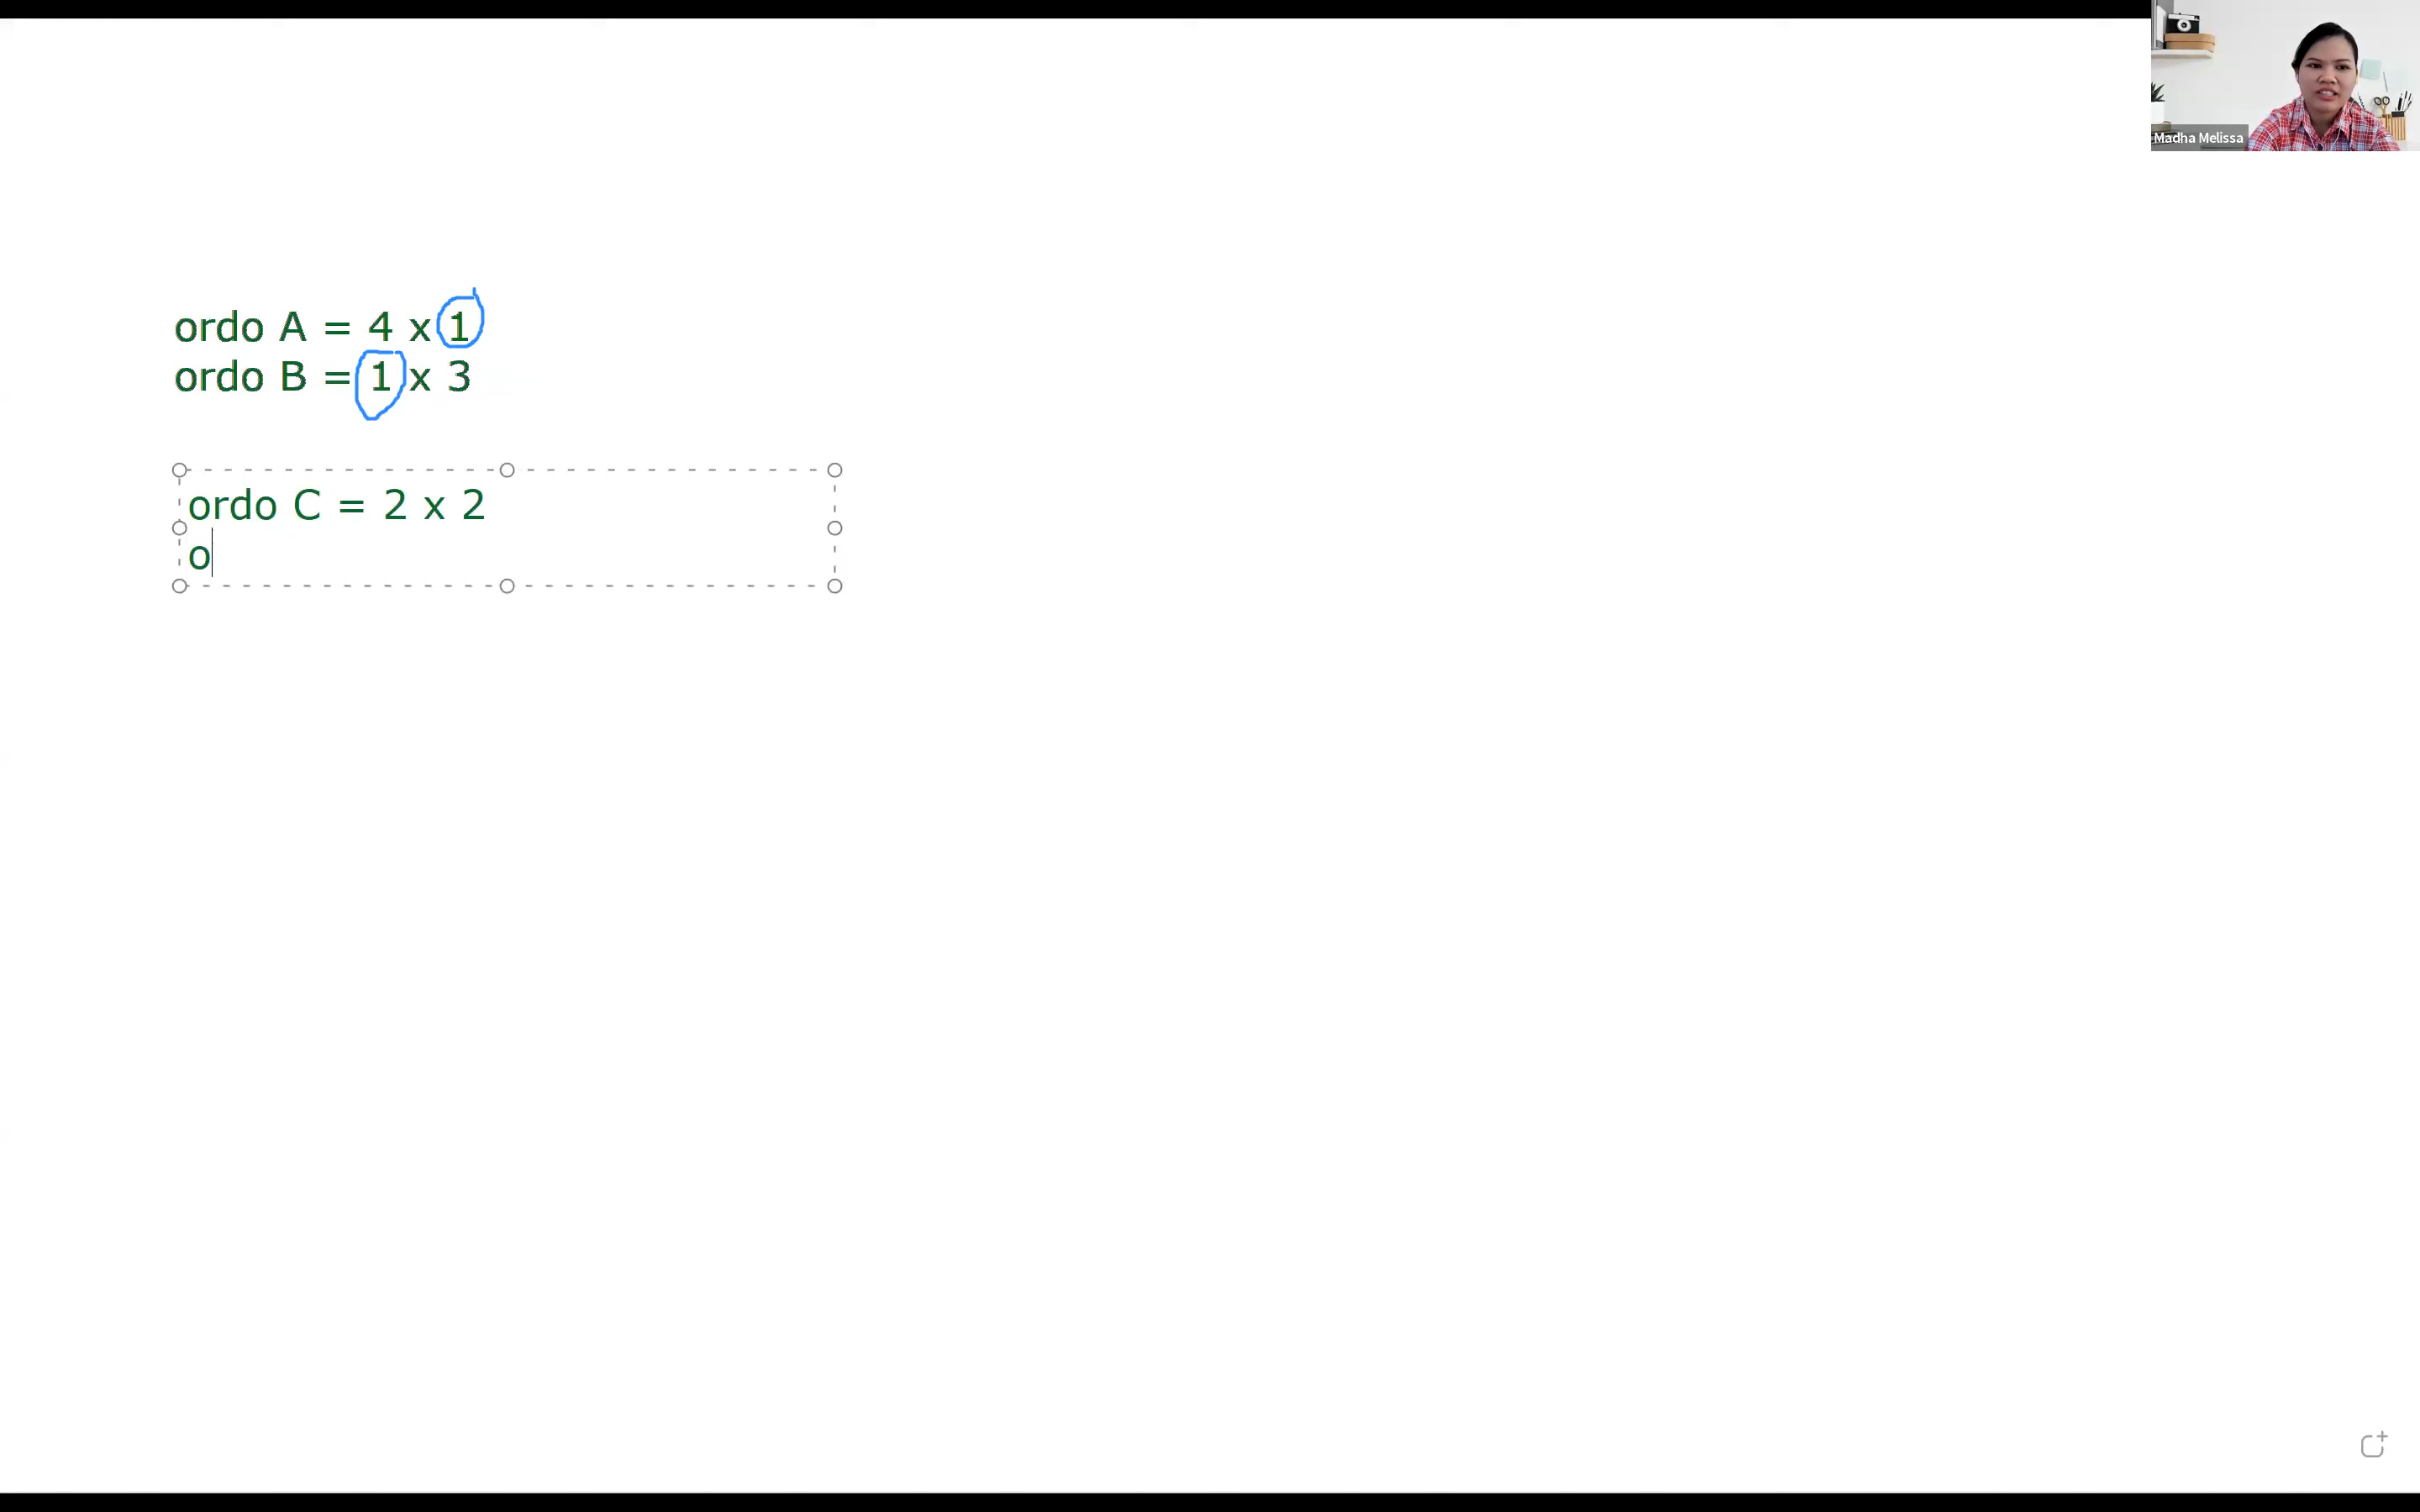 Madha Melissa
ordo A = 4 x 1
ordo B = 1 x 3
ordo C = 2 x 2
o